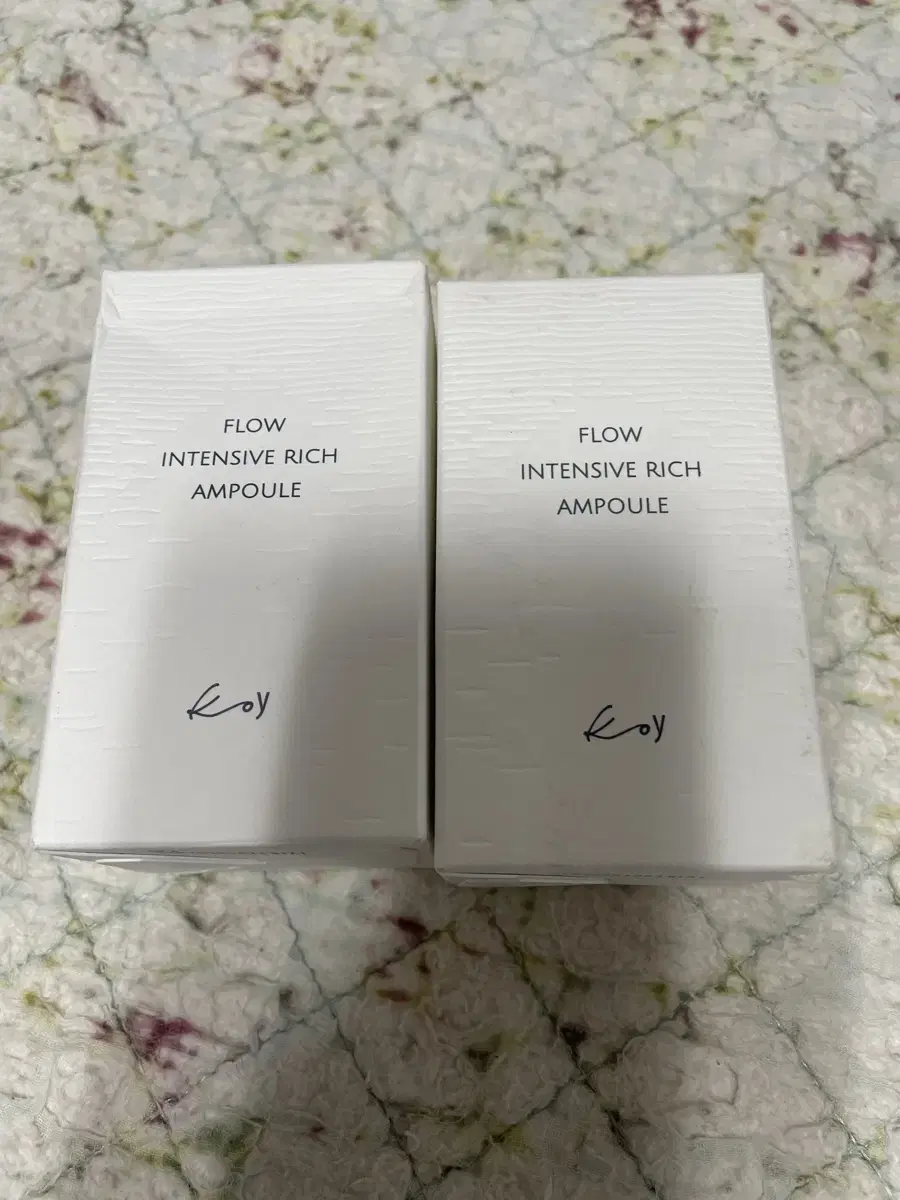 FLOW
INTENSIVE RICH
AMPOULE
Koy
FLOW
INTENSIVE RICH
AMPOULE
Koy